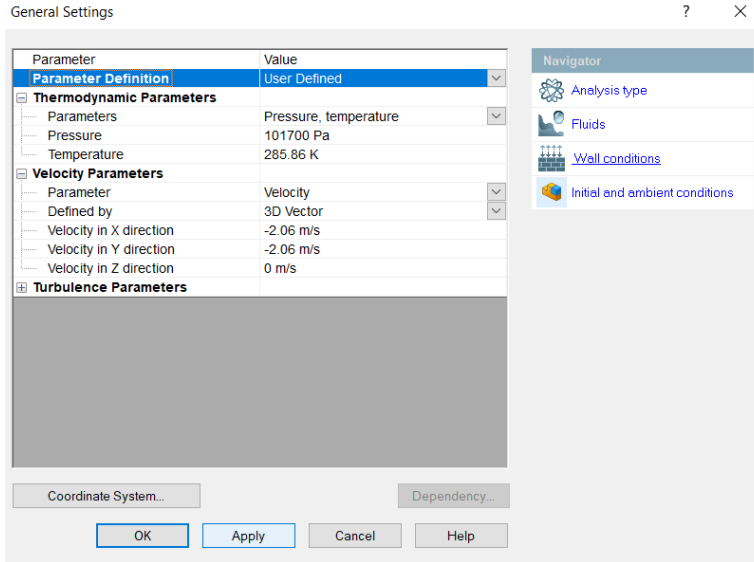 General Settings
?
Parameter Value
Parameter Definition User Defined
Thermodynamic Parameters
Parameters Pressure, temperature
Pressure 101700 Pa
Temperature 285.86 K
Velocity Parameters
Parameter Velocity
Defined by 3D Vector
Velocity in X direction -2.06 m/s
Velocity in Y direction -2.06 m/s
Velocity in Z direction 0 m/s
Turbulence Parameters
Navigator
Analysis type
Fluids
Wall conditions
Initial and ambient conditions
Coordinate System... Dependency...
OK Apply Cancel Help